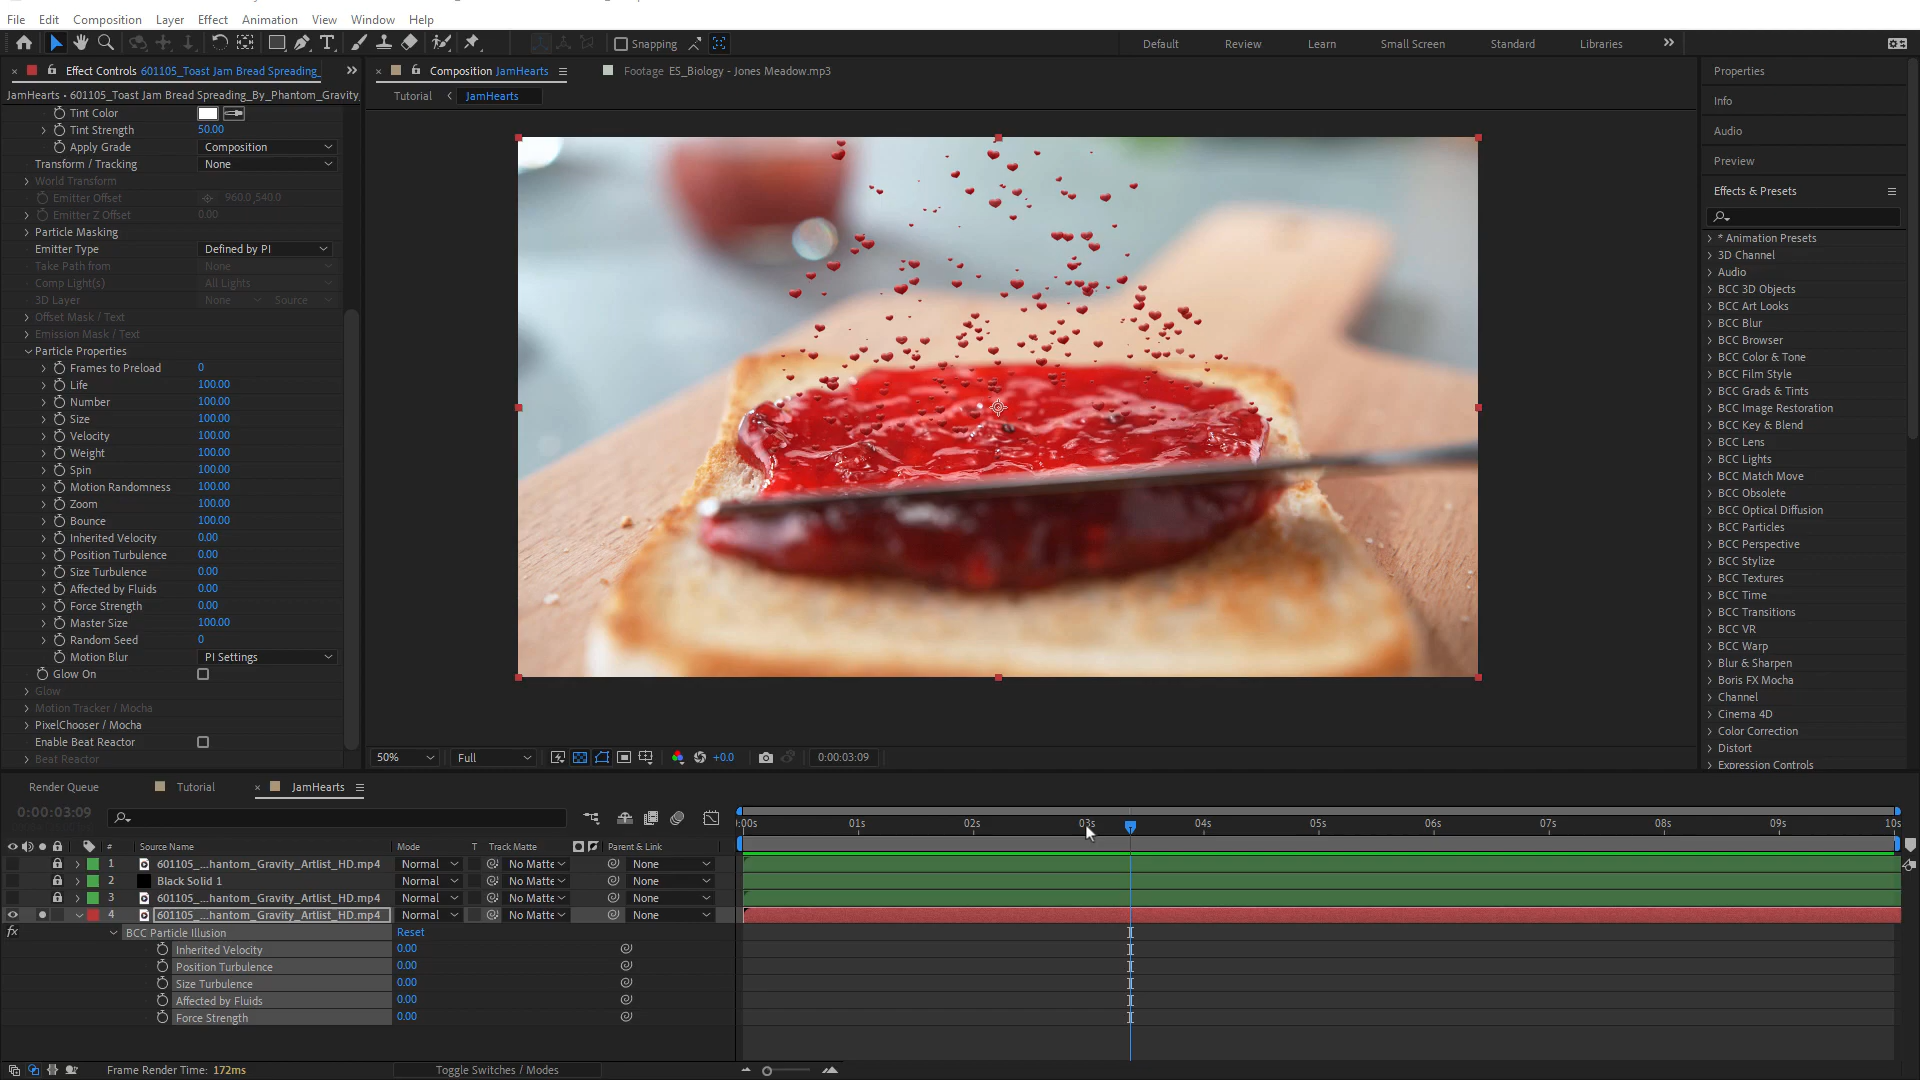 File Edit Composition Layer Effect Animation View Window Help
Snapping Default Review Learn Small Screen Standard Libraries
Effect Controls 601105_Toast Jam Bread Spreading_
JamHearts • 601105_Toast Jam Bread Spreading_By_Phantom_Gravity_
Tint Color
Tint Strength 50.00
Apply Grade Composition
Transform / Tracking None
World Transform
Emitter Offset 960.0,540.0
Emitter Z Offset 0.00
Particle Masking
Emitter Type Defined by PI
Take Path from None
Comp Light(s) All Lights
3D Layer None Source
Offset Mask / Text
Emission Mask / Text
Particle Properties
Frames to Preload 0
Life 100.00
Number 100.00
Size 100.00
Velocity 100.00
Weight 100.00
Spin 100.00
Motion Randomness 100.00
Zoom 100.00
Bounce 100.00
Inherited Velocity 0.00
Position Turbulence 0.00
Size Turbulence 0.00
Affected by Fluids 0.00
Force Strength 0.00
Master Size 100.00
Random Seed 0
Motion Blur PI Settings
Glow On
Glow
Motion Tracker / Mocha
PixelChooser / Mocha
Enable Beat Reactor
Beat Reactor
Composition JamHearts Footage ES_Biology - Jones Meadow.mp3
Tutorial JamHearts
50% Full +0.0 0:00:03:09
Properties
Info
Audio
Preview
Effects & Presets
* Animation Presets
3D Channel
Audio
BCC 3D Objects
BCC Art Looks
BCC Blur
BCC Browser
BCC Color & Tone
BCC Film Style
BCC Grads & Tints
BCC Image Restoration
BCC Key & Blend
BCC Lens
BCC Lights
BCC Match Move
BCC Obsolete
BCC Optical Diffusion
BCC Particles
BCC Perspective
BCC Stylize
BCC Textures
BCC Time
BCC Transitions
BCC VR
BCC Warp
Blur & Sharpen
Boris FX Mocha
Channel
Cinema 4D
Color Correction
Distort
Expression Controls
Render Queue Tutorial JamHearts
0:00:03:09
:00s 01s 02s 03s 04s 05s 06s 07s 08s 09s 10s
# Source Name Mode T Track Matte Parent & Link
1 601105_...hantom_Gravity_Artlist_HD.mp4 Normal No Matte None
2 Black Solid 1 Normal No Matte None
3 601105_...hantom_Gravity_Artlist_HD.mp4 Normal No Matte None
4 601105_...hantom_Gravity_Artlist_HD.mp4 Normal No Matte None
fx BCC Particle Illusion Reset
Inherited Velocity 0.00
Position Turbulence 0.00
Size Turbulence 0.00
Affected by Fluids 0.00
Force Strength 0.00
Frame Render Time: 172ms Toggle Switches / Modes